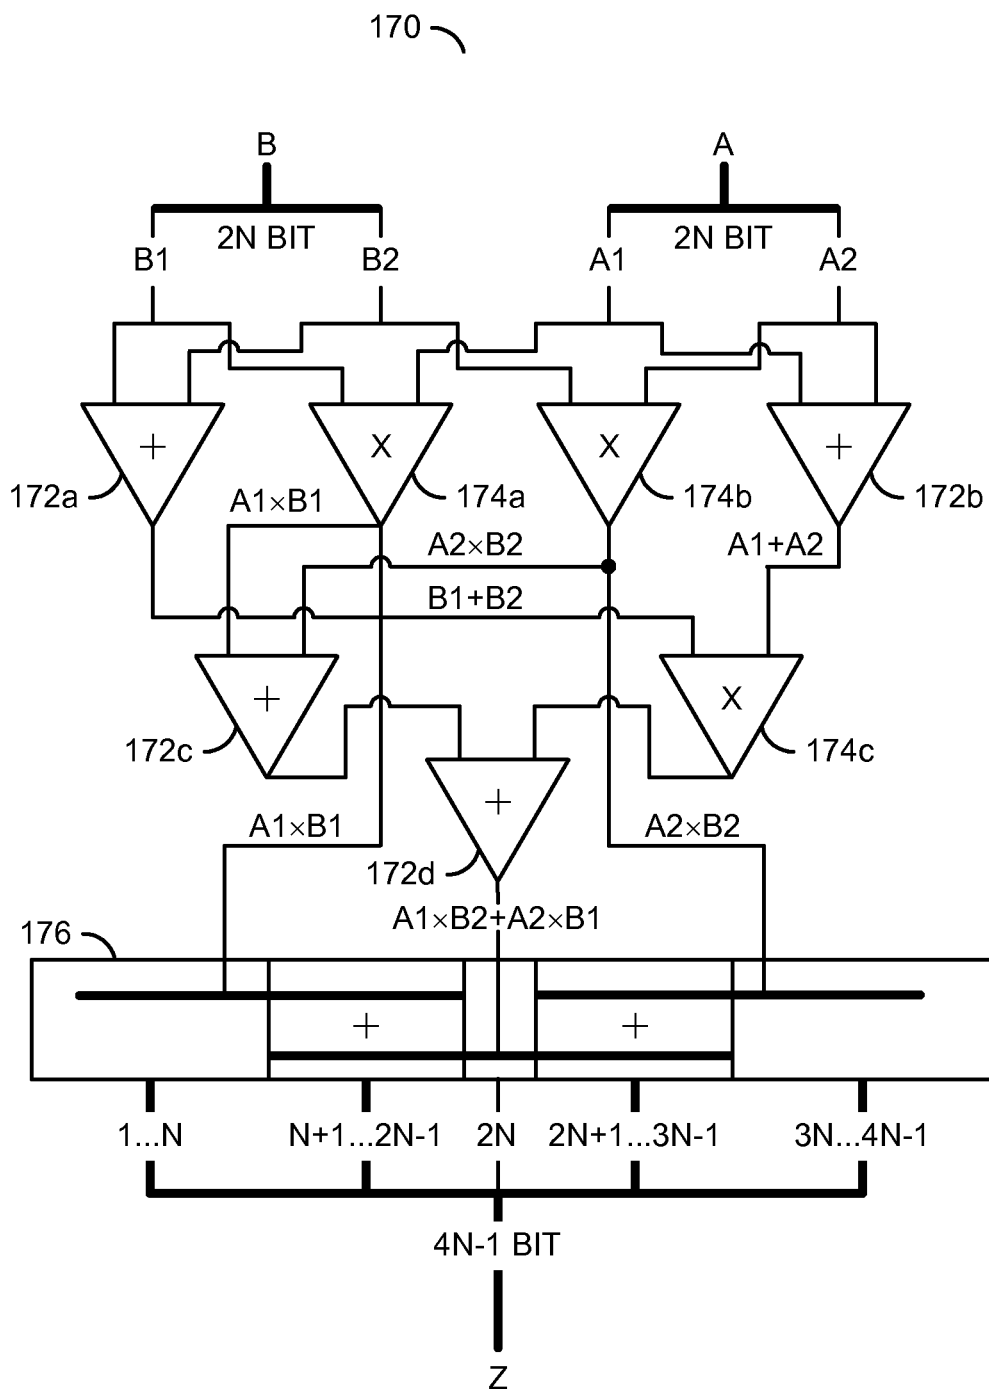 170
B A
2N BIT 2N BIT
B1 B2 A1 A2
+ X X +
172a 174a 174b 172b
A1×B1
A2×B2 A1+A2
B1+B2
+ X
172c 174c
+
A1×B1 A2×B2
172d
A1×B2+A2×B1
176
+ +
1...N N+1...2N-1 2N 2N+1...3N-1 3N...4N-1
4N-1 BIT
Z